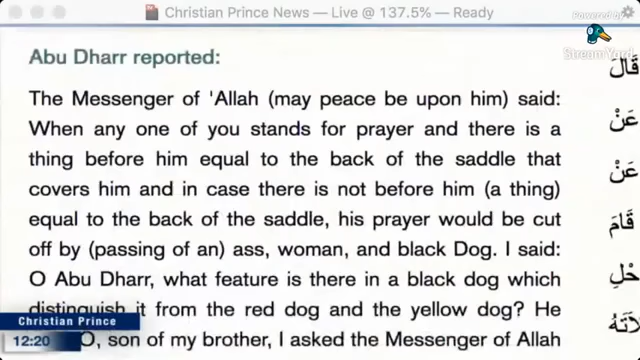 Christian Prince News — Live @ 137.5% — Ready
Powered by
StreamYard
Abu Dharr reported:
The Messenger of 'Allah (may peace be upon him) said:
When any one of you stands for prayer and there is a
thing before him equal to the back of the saddle that
covers him and in case there is not before him (a thing)
equal to the back of the saddle, his prayer would be cut
off by (passing of an) ass, woman, and black Dog. I said:
O Abu Dharr, what feature is there in a black dog which
distinguish it from the red dog and the yellow dog? He
O, son of my brother, I asked the Messenger of Allah
قَالَ
عَنْ
عَنْ
قَامَ
Christian Prince
12:20